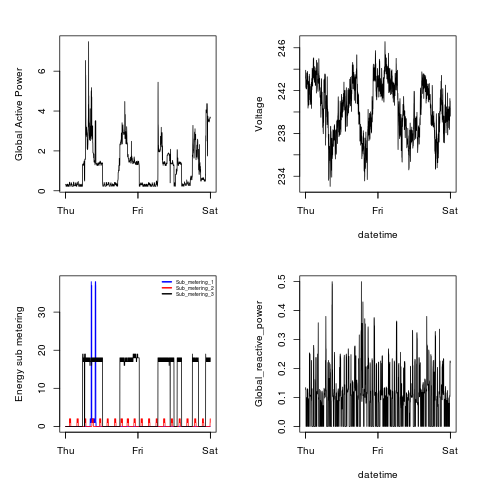 Global Active Power
0 2 4 6
Thu Fri Sat
Voltage
234 238 242 246
Thu Fri Sat
datetime
Energy sub metering
0 10 20 30
Sub_metering_1
Sub_metering_2
Sub_metering_3
Thu Fri Sat
Global_reactive_power
0.0 0.1 0.2 0.3 0.4 0.5
Thu Fri Sat
datetime